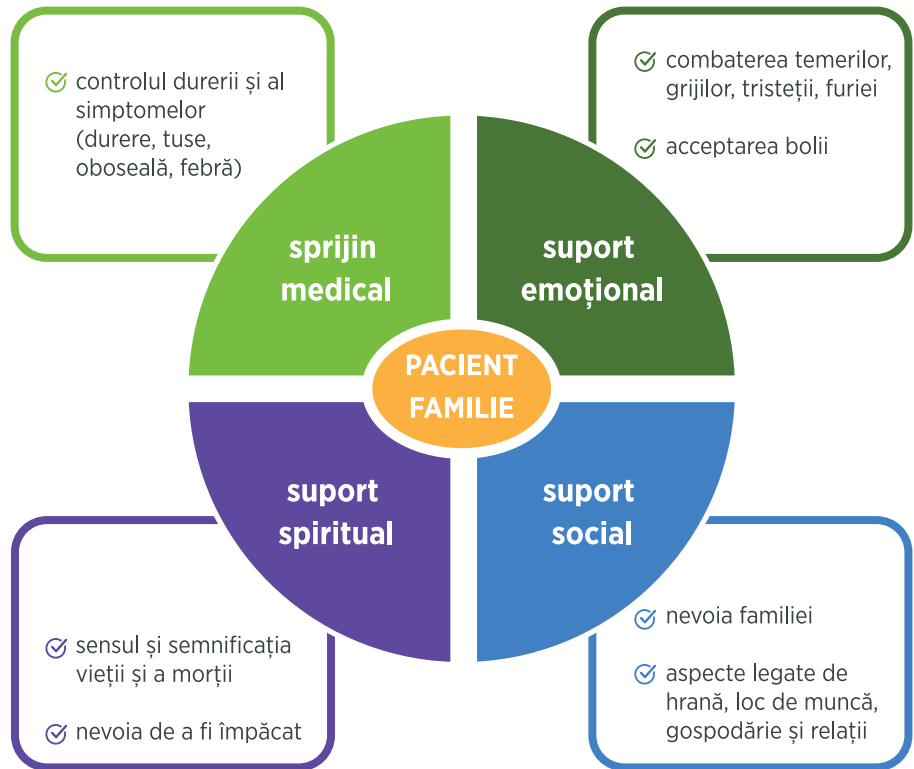 controlul durerii și al
simptomelor
(durere, tuse,
oboseală, febră)
combaterea temerilor,
grijilor, tristeții, furiei
acceptarea bolii
sprijin
medical
suport
emoțional
PACIENT
FAMILIE
suport
spiritual
suport
social
sensul și semnificația
vieții și a morții
nevoia de a fi împăcat
nevoia familiei
aspecte legate de
hrană, loc de muncă,
gospodărie și relații